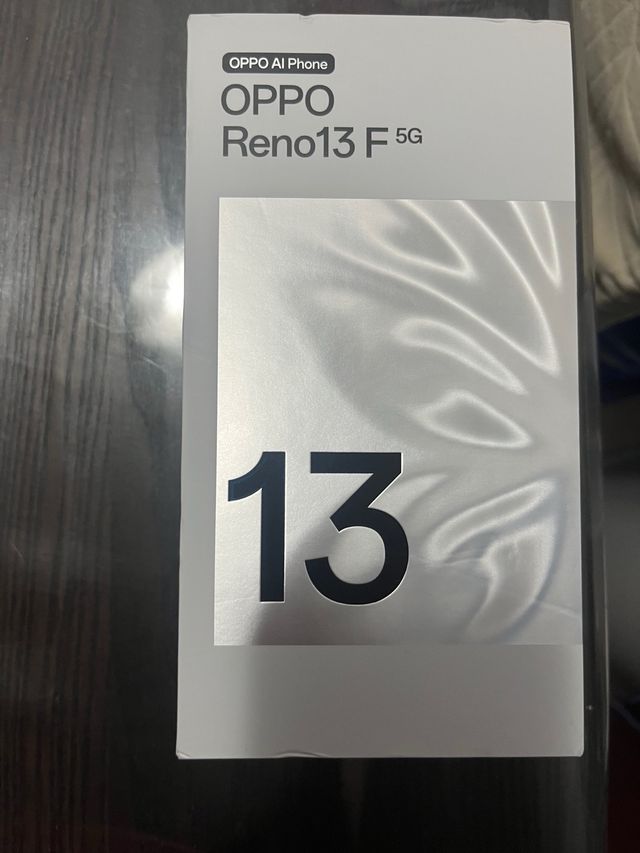 OPPO AI Phone
OPPO
Reno13 F 5G
13